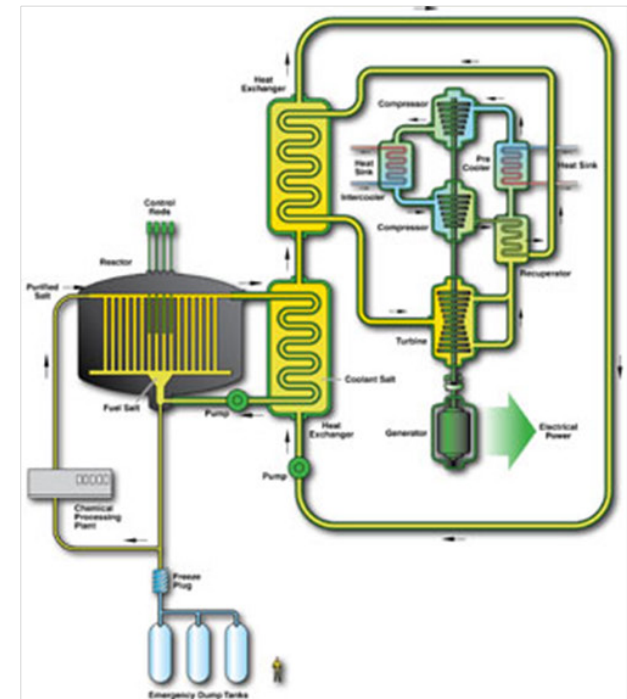 Heat
Exchanger
Compressor
Heat
Sink
Pre
Cooler
Heat Sink
Intercooler
Compressor
Control
Rods
Reactor
Recuperator
Purified
Salt
Turbine
Coolant Salt
Fuel Salt
Pump
Heat
Exchanger
Generator
Electrical
Power
Pump
Chemical
Processing
Plant
Freeze
Plug
Emergency Dump Tanks